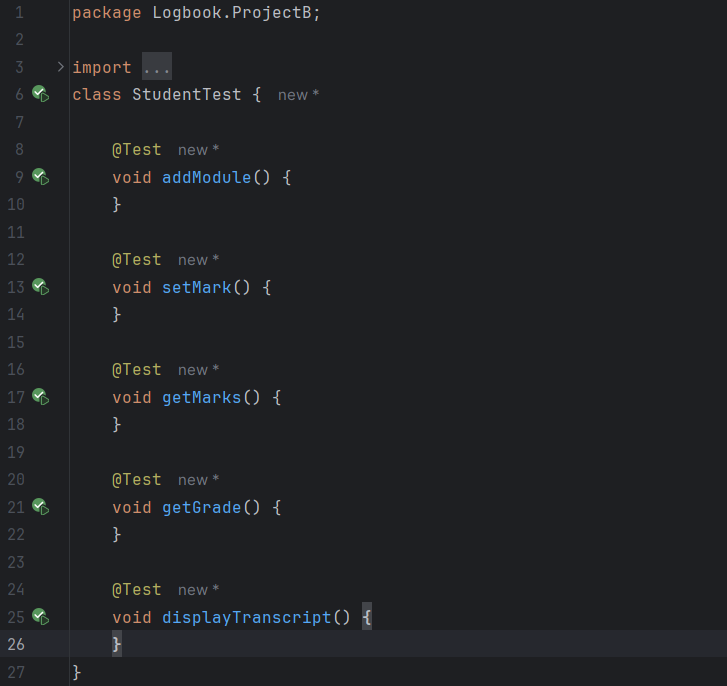 1 package Logbook.ProjectB;
2
3 import ...
6 class StudentTest { new *
7
8 @Test new *
9 void addModule() {
10 }
11
12 @Test new *
13 void setMark() {
14 }
15
16 @Test new *
17 void getMarks() {
18 }
19
20 @Test new *
21 void getGrade() {
22 }
23
24 @Test new *
25 void displayTranscript() {
26 }
27 }